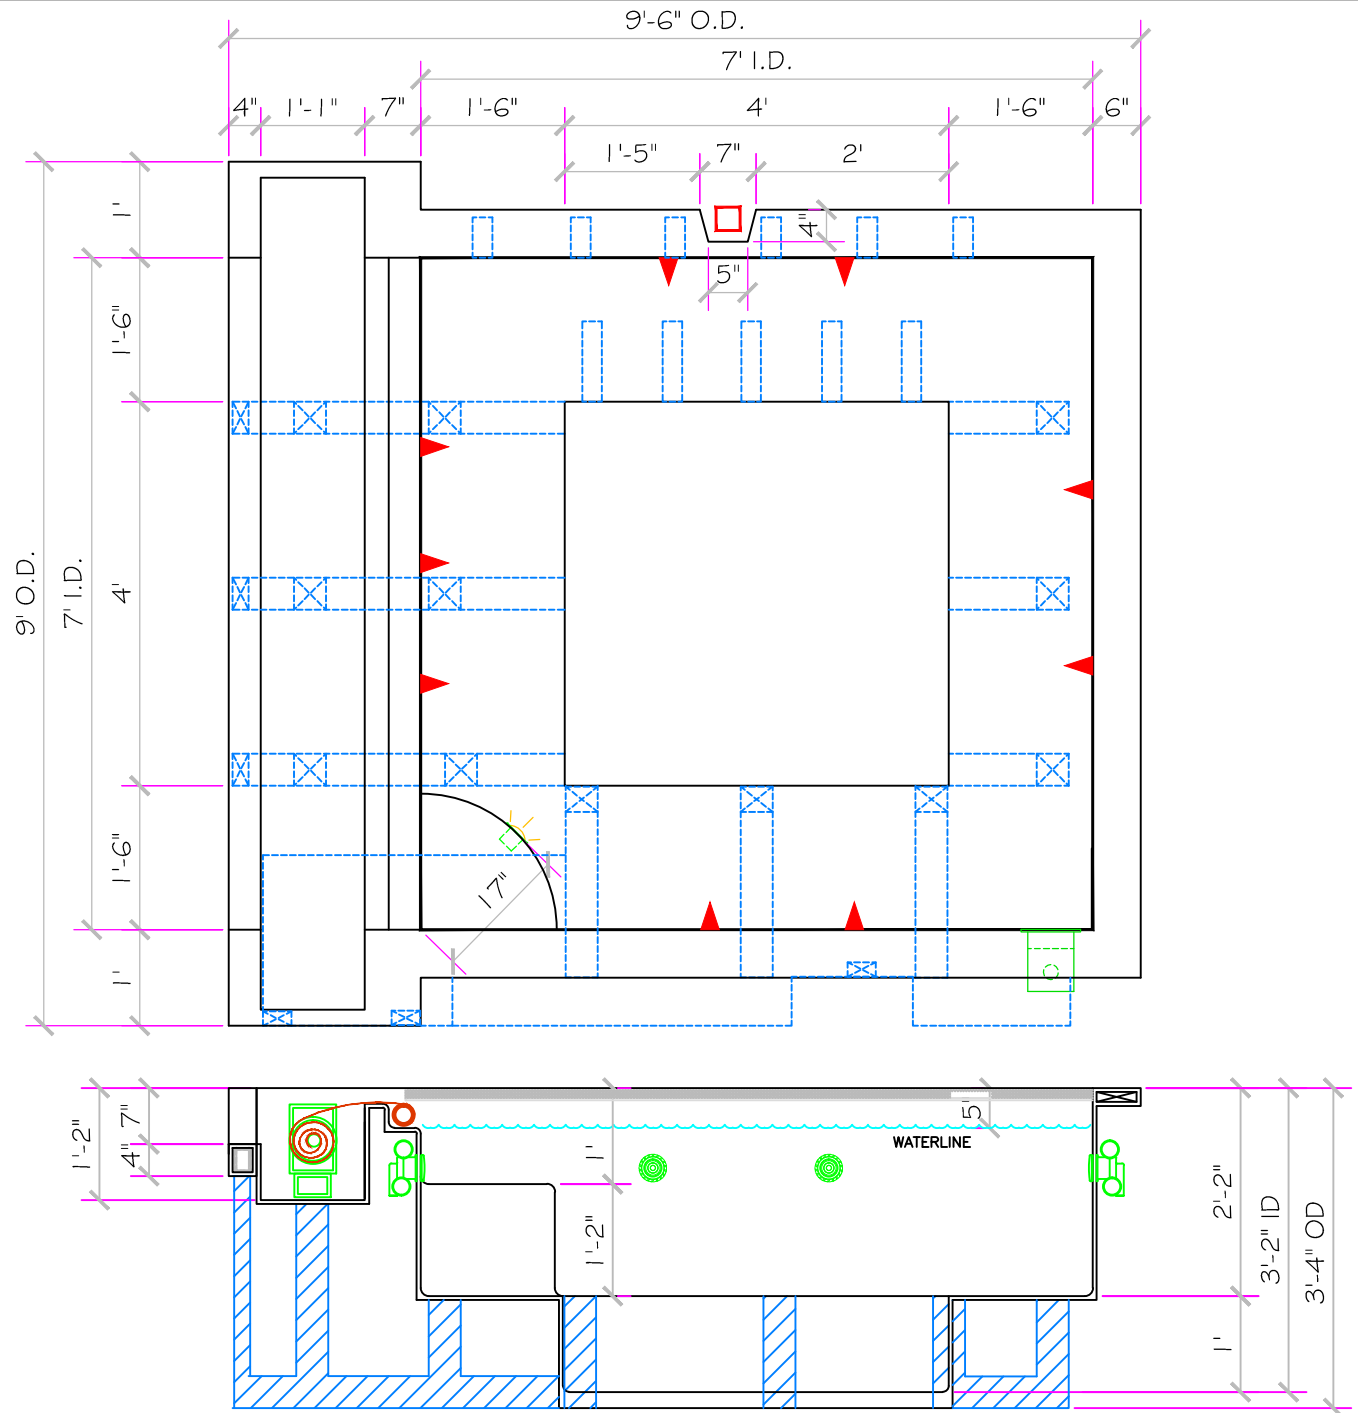 9'-6" O.D.
7' I.D.
4" 1'-1" 7" 1'-6" 4' 1'-6" 6"
1'-5" 7" 2'
4"
5"
1'
1'-6"
4'
1'-6"
1'
7' I.D.
9' O.D.
17"
7"
4"
1'-2"
5"
WATERLINE
1'
1'-2"
2'-2"
1'
3'-2" ID
3'-4" OD